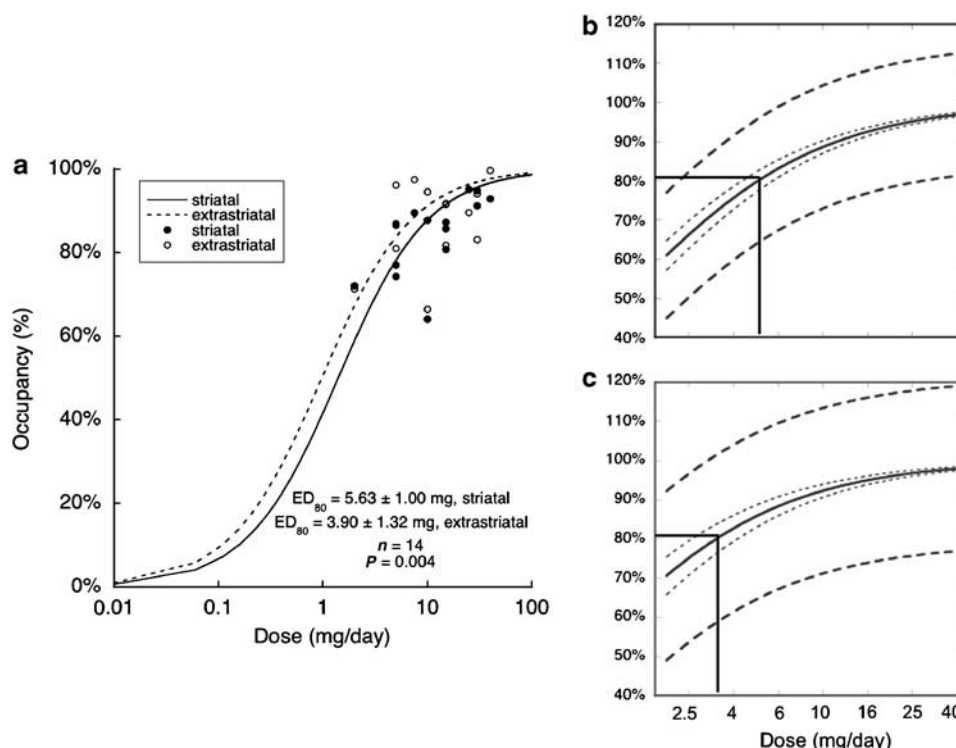 a
100%
80%
60%
40%
20%
0%
Occupancy (%)
striatal
extrastriatal
striatal
extrastriatal
ED80 = 5.63 ± 1.00 mg, striatal
ED80 = 3.90 ± 1.32 mg, extrastriatal
n = 14
P = 0.004
0.01 0.1 1 10 100
Dose (mg/day)
b
120%
110%
100%
90%
80%
70%
60%
50%
40%
c
120%
110%
100%
90%
80%
70%
60%
50%
40%
2.5 4 6 10 16 25 40
Dose (mg/day)